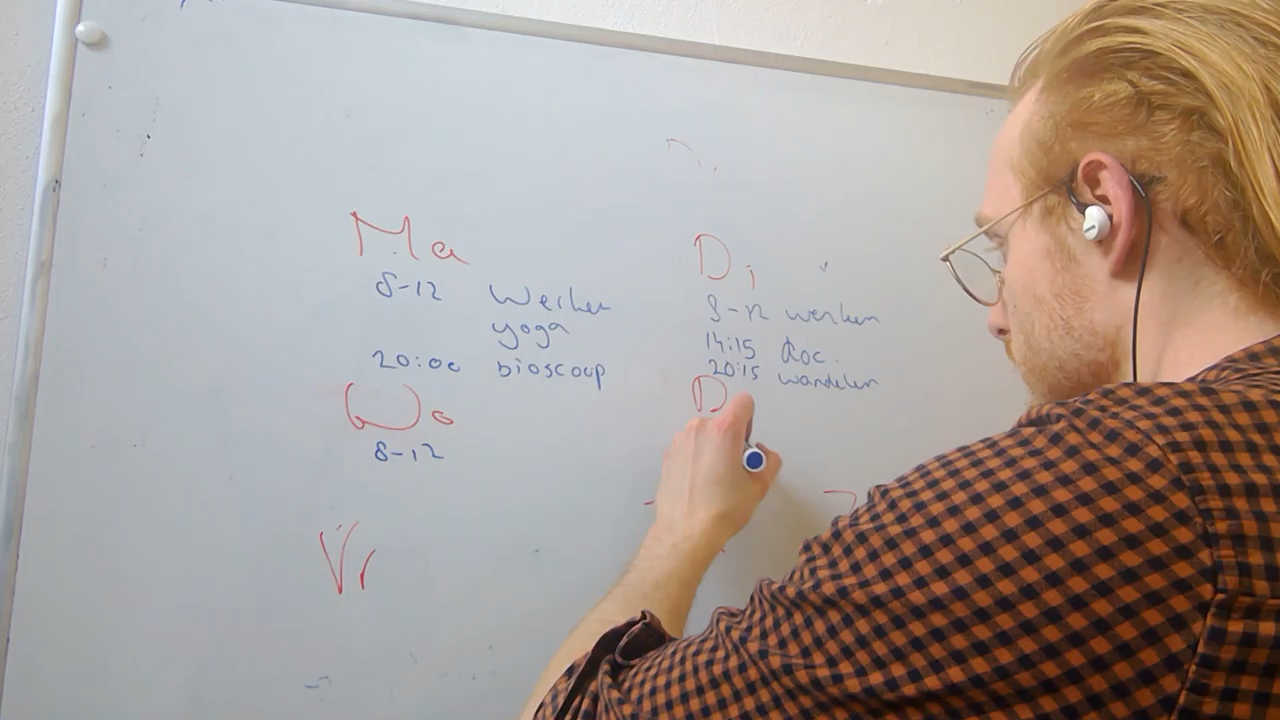 Ma
8-12 Werken
yoga
20:00 bioscoop
Di
8-12 werken
14:15 doc.
20:15 wandelen
Wo
8-12
D
Vr